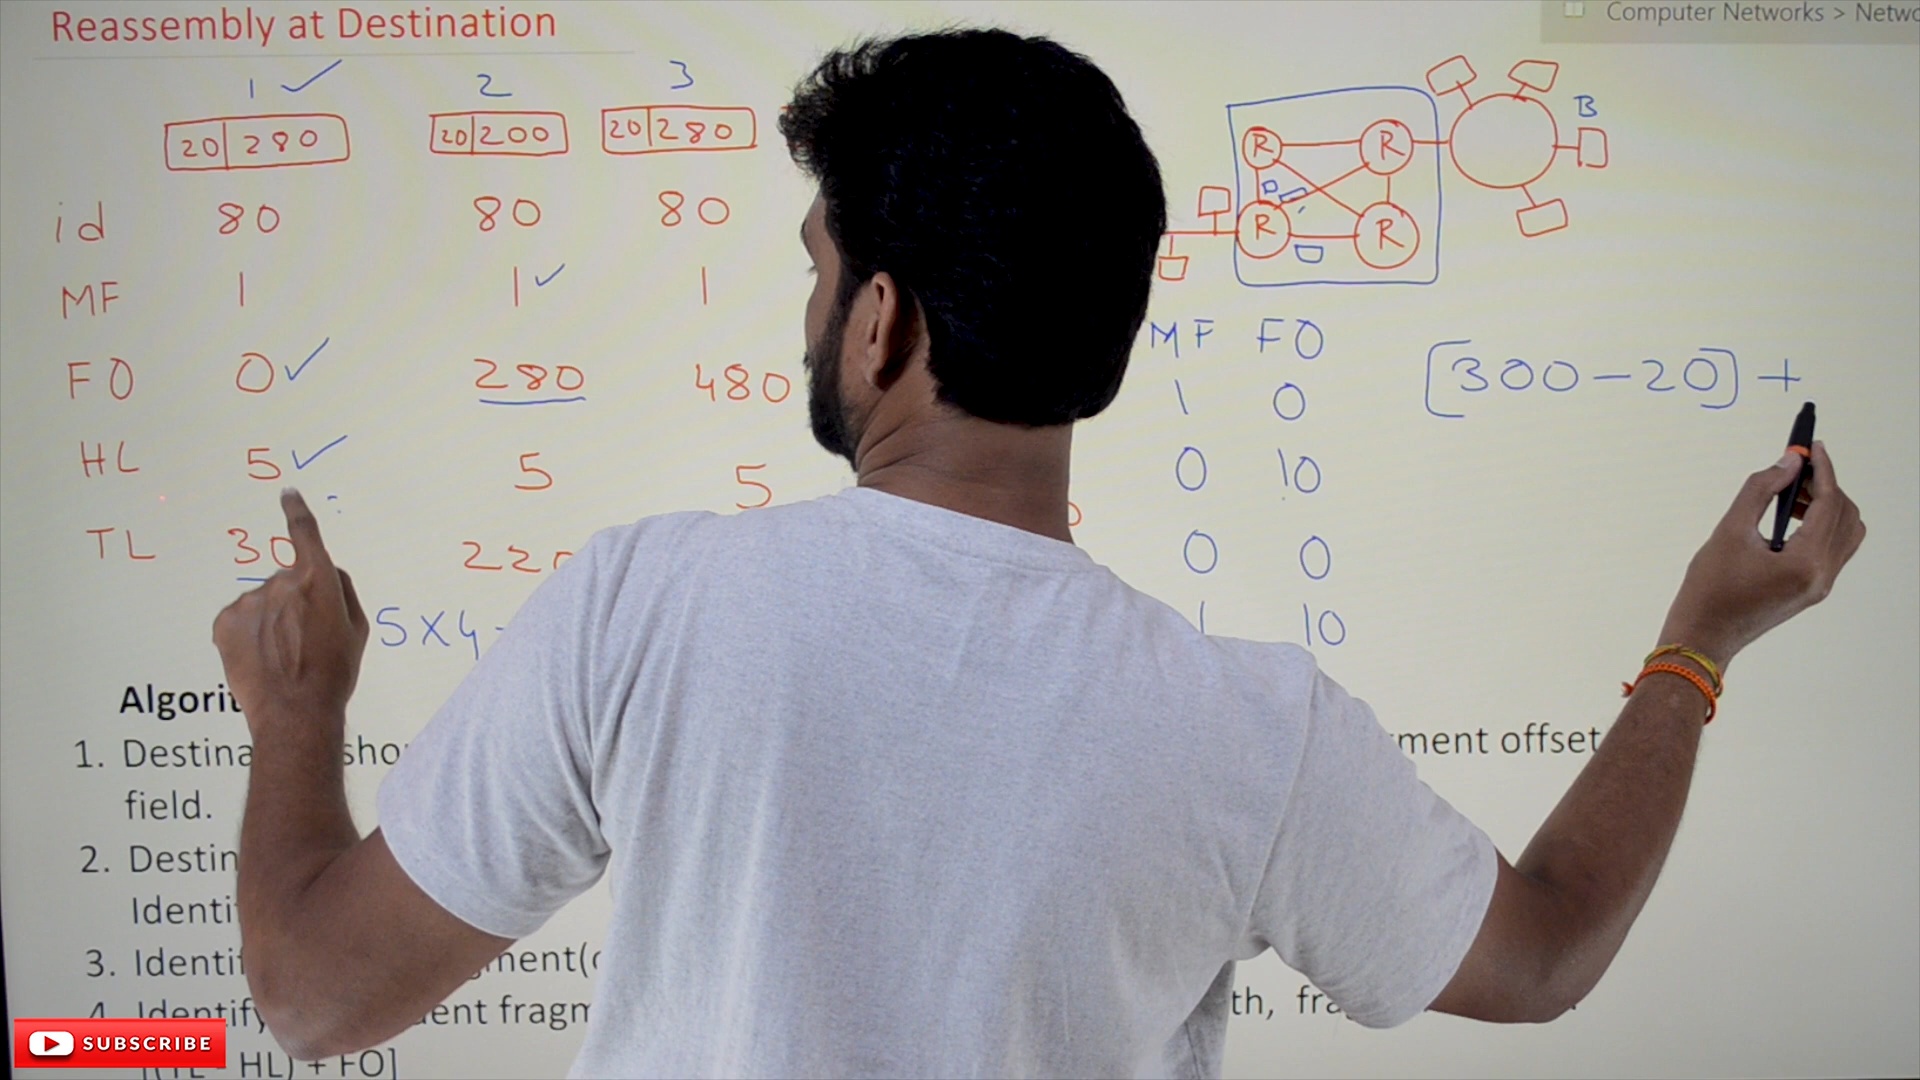 Reassembly at Destination
Computer Networks > Netwo
1 2 3
20 280 20 200 20 280
B
R R
R R
id 80 80 80
MF 1 1 1
FO 0 280 480
HL 5 5 5
TL 30 220
5X4
MF FO
1 0
0 10
0 0
1 10
[300-20] +
Algorit
1. Destina sho ment offset
field.
2. Destin
Identi
3. Identif ment(
4. Identify ent fragm th, fra
HL) + FO]
SUBSCRIBE